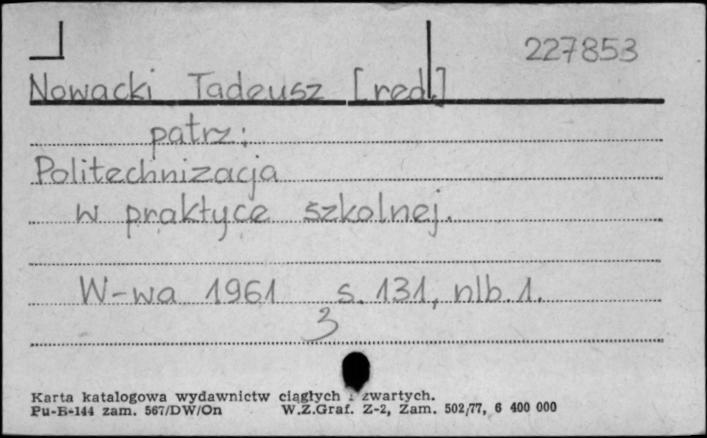 227853
Nowacki Tadeusz [red.]
patrz:
Politechnizacja
w praktyce szkolnej.
W-wa 1961 s. 131, nlb. 1.
3
Karta katalogowa wydawnictw ciągłych i zwartych.
Pu-B-144 zam. 567/DW/On W.Z.Graf. Z-2, Zam. 502/77, 6 400 000